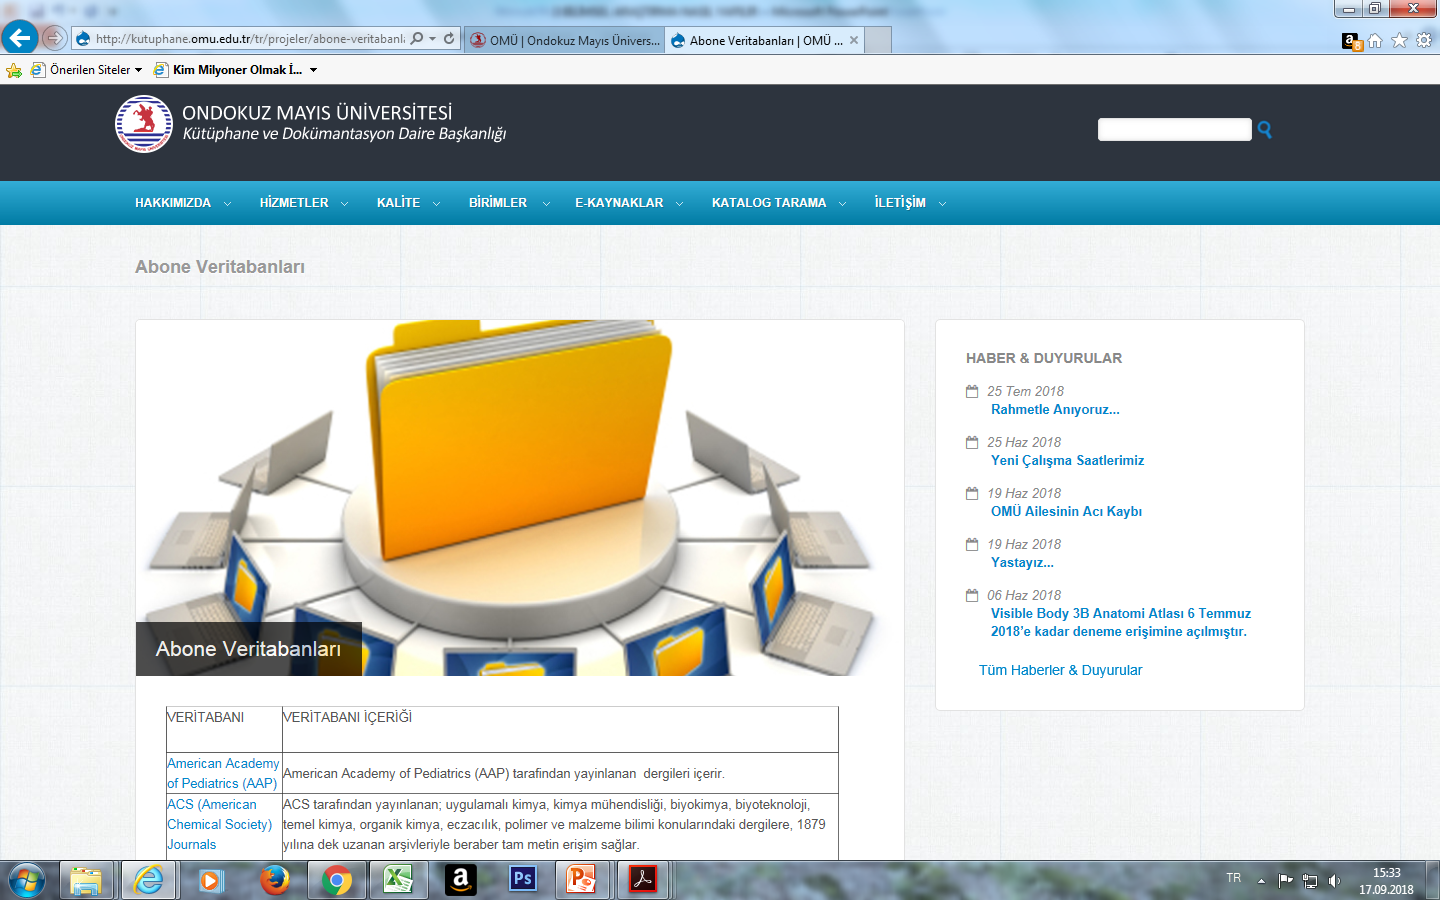 http://kutuphane.omu.edu.tr/tr/projeler/abone-veritabanla
OMÜ | Ondokuz Mayıs Ünivers...
Abone Veritabanları | OMÜ ...
Önerilen Siteler
Kim Milyoner Olmak İ...
ONDOKUZ MAYIS ÜNİVERSİTESİ
Kütüphane ve Dokümantasyon Daire Başkanlığı
HAKKIMIZDA
HİZMETLER
KALİTE
BİRİMLER
E-KAYNAKLAR
KATALOG TARAMA
İLETİŞİM
Abone Veritabanları
Abone Veritabanları
VERİTABANI
VERİTABANI İÇERİĞİ
American Academy
of Pediatrics (AAP)
American Academy of Pediatrics (AAP) tarafından yayinlanan dergileri içerir.
ACS (American
Chemical Society)
Journals
ACS tarafından yayınlanan; uygulamalı kimya, kimya mühendisliği, biyokimya, biyoteknoloji,
temel kimya, organik kimya, eczacılık, polimer ve malzeme bilimi konularındaki dergilere, 1879
yılına dek uzanan arşivleriyle beraber tam metin erişim sağlar.
HABER & DUYURULAR
25 Tem 2018
Rahmetle Anıyoruz...
25 Haz 2018
Yeni Çalışma Saatlerimiz
19 Haz 2018
OMÜ Ailesinin Acı Kaybı
19 Haz 2018
Yastayız...
06 Haz 2018
Visible Body 3B Anatomi Atlası 6 Temmuz
2018'e kadar deneme erişimine açılmıştır.
Tüm Haberler & Duyurular
TR
15:33
17.09.2018